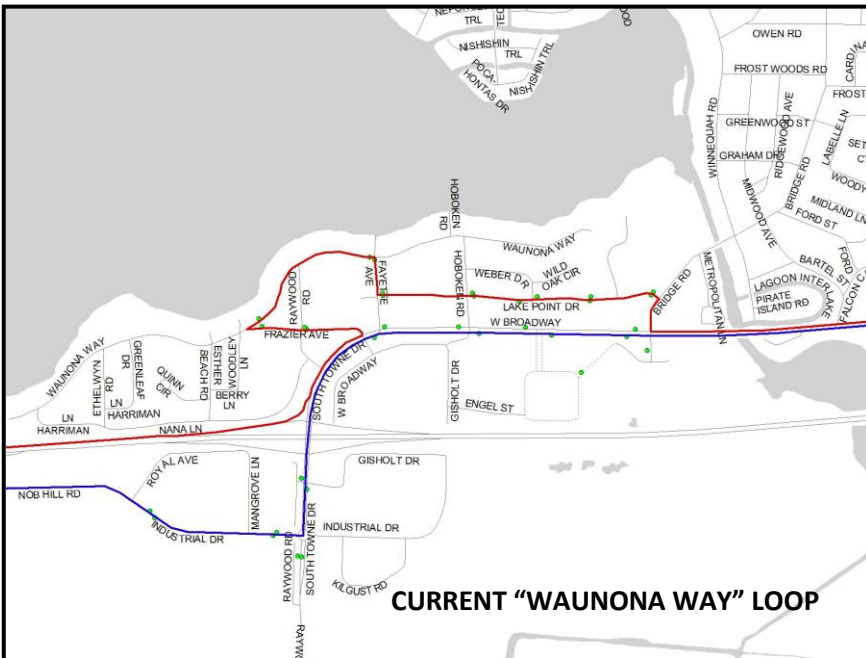 TRL
NISHISHIN
TRL
POCA-
HONTAS DR
NISHISHIN TRL
OWEN RD
FROST WOODS RD
FROST
WINNEQUAH RD
GREENWOOD ST
RIDGEWOOD AVE
LABELLE LN
GRAHAM DR
MIDWOOD AVE
BRIDGE RD
WOODY
MIDLAND LN
FORD ST
FORD
BARTEL ST
LAGOON
INTERLAKE
PIRATE
ISLAND RD
FALCON C
METROPOLITAN LN
BRIDGE RD
HOBOKEN
RD
WAUNONA WAY
HOBOKEN RD
WEBER DR
WILD
OAK CIR
FAYETTE
AVE
LAKE POINT DR
W BROADWAY
RAYWOOD
RD
FRAZIER AVE
WAUNONA WAY
ETHELWYN
RD
GREENLEAF
DR
QUINN
CIR
ESTHER
BEACH RD
WOODLEY
LN
BERRY
LN
LN
HARRIMAN
LN
HARRIMAN
NANA LN
SOUTH TOWNE DR
W BROADWAY
GISHOLT DR
ENGEL ST
ROYAL AVE
NOB HILL RD
MANGROVE LN
GISHOLT DR
INDUSTRIAL DR
INDUSTRIAL DR
RAYWOOD RD
SOUTH TOWNE DR
KILGUST RD
CURRENT “WAUNONA WAY” LOOP